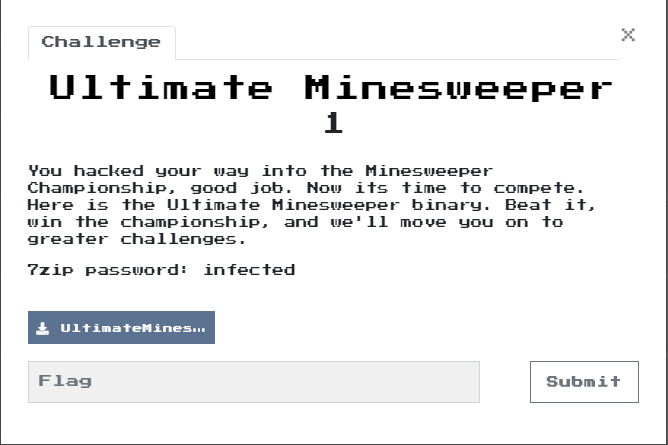 Challenge
×
Ultimate Minesweeper
1
You hacked your way into the Minesweeper
Championship, good job. Now its time to compete.
Here is the Ultimate Minesweeper binary. Beat it,
win the championship, and we'll move you on to
greater challenges.
7zip password: infected
UltimateMines…
Flag
Submit